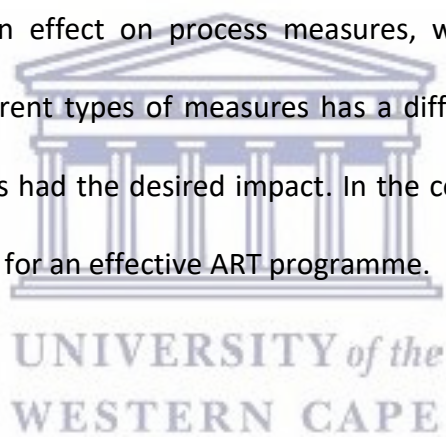 n effect on process measures, w
rent types of measures has a diff
s had the desired impact. In the co
for an effective ART programme.
UNIVERSITY of the
WESTERN CAPE